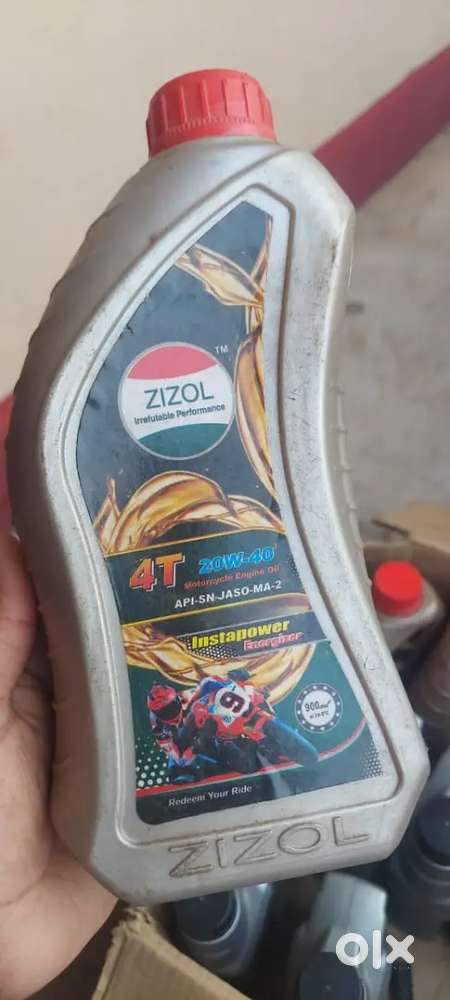 TM
ZIZOL
Irrefutable Performance
4T 20W-40
Motorcycle Engine Oil
API-SN-JASO-MA-2
Instapower
Energizer
9
900ml
Redeem Your Ride
ZIZOL
olx